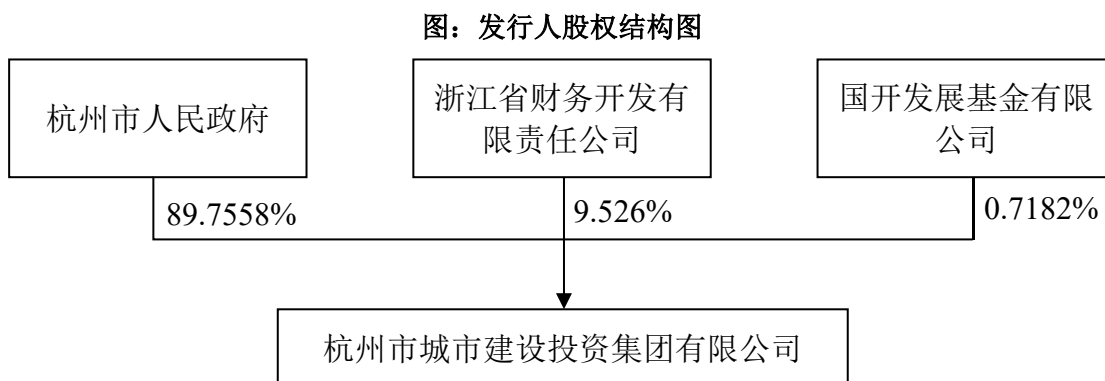 图：发行人股权结构图
杭州市人民政府
浙江省财务开发有
限责任公司
国开发展基金有限
公司
89.7558%
9.526%
0.7182%
杭州市城市建设投资集团有限公司